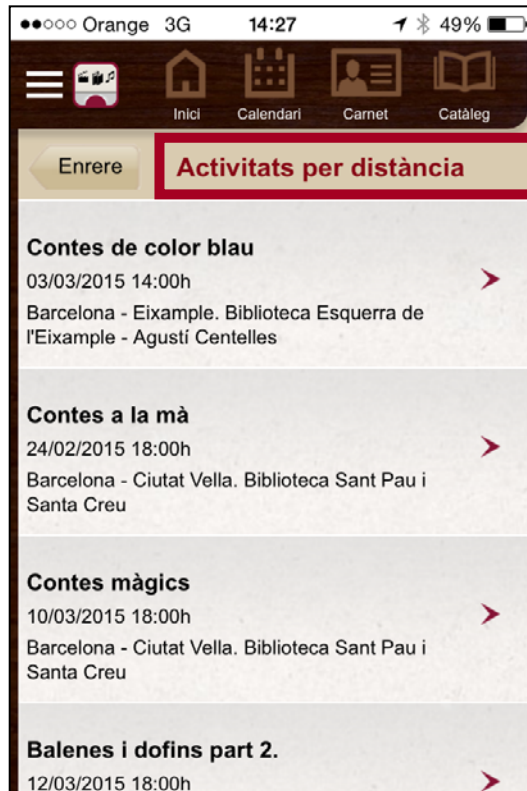 Orange 3G 14:27 49%
Inici Calendari Carnet Catàleg
Enrere Activitats per distància
Contes de color blau
03/03/2015 14:00h
Barcelona - Eixample. Biblioteca Esquerra de
l'Eixample - Agustí Centelles
Contes a la mà
24/02/2015 18:00h
Barcelona - Ciutat Vella. Biblioteca Sant Pau i
Santa Creu
Contes màgics
10/03/2015 18:00h
Barcelona - Ciutat Vella. Biblioteca Sant Pau i
Santa Creu
Balenes i dofins part 2.
12/03/2015 18:00h